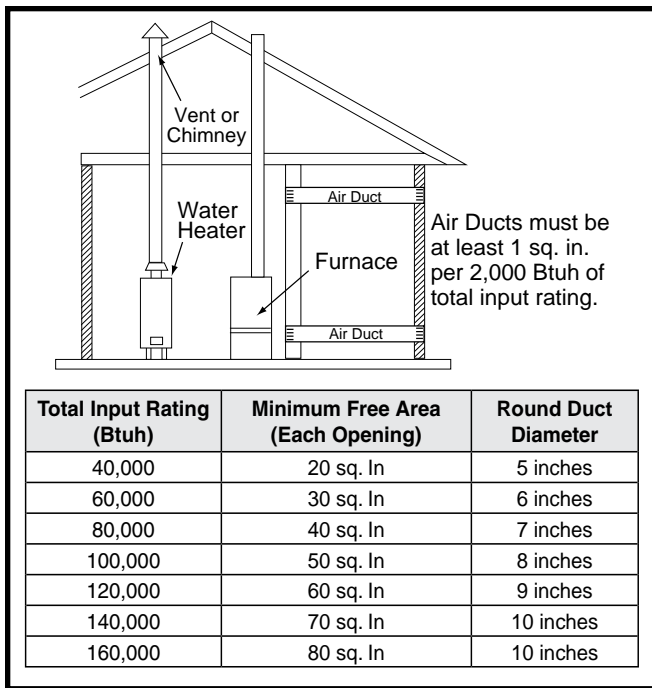 Vent or
Chimney
Water
Heater
Furnace
Air Duct
Air Duct
Air Ducts must be
at least 1 sq. in.
per 2,000 Btuh of
total input rating.
Total Input Rating (Btuh) Minimum Free Area (Each Opening) Round Duct Diameter
40,000 20 sq. In 5 inches
60,000 30 sq. In 6 inches
80,000 40 sq. In 7 inches
100,000 50 sq. In 8 inches
120,000 60 sq. In 9 inches
140,000 70 sq. In 10 inches
160,000 80 sq. In 10 inches